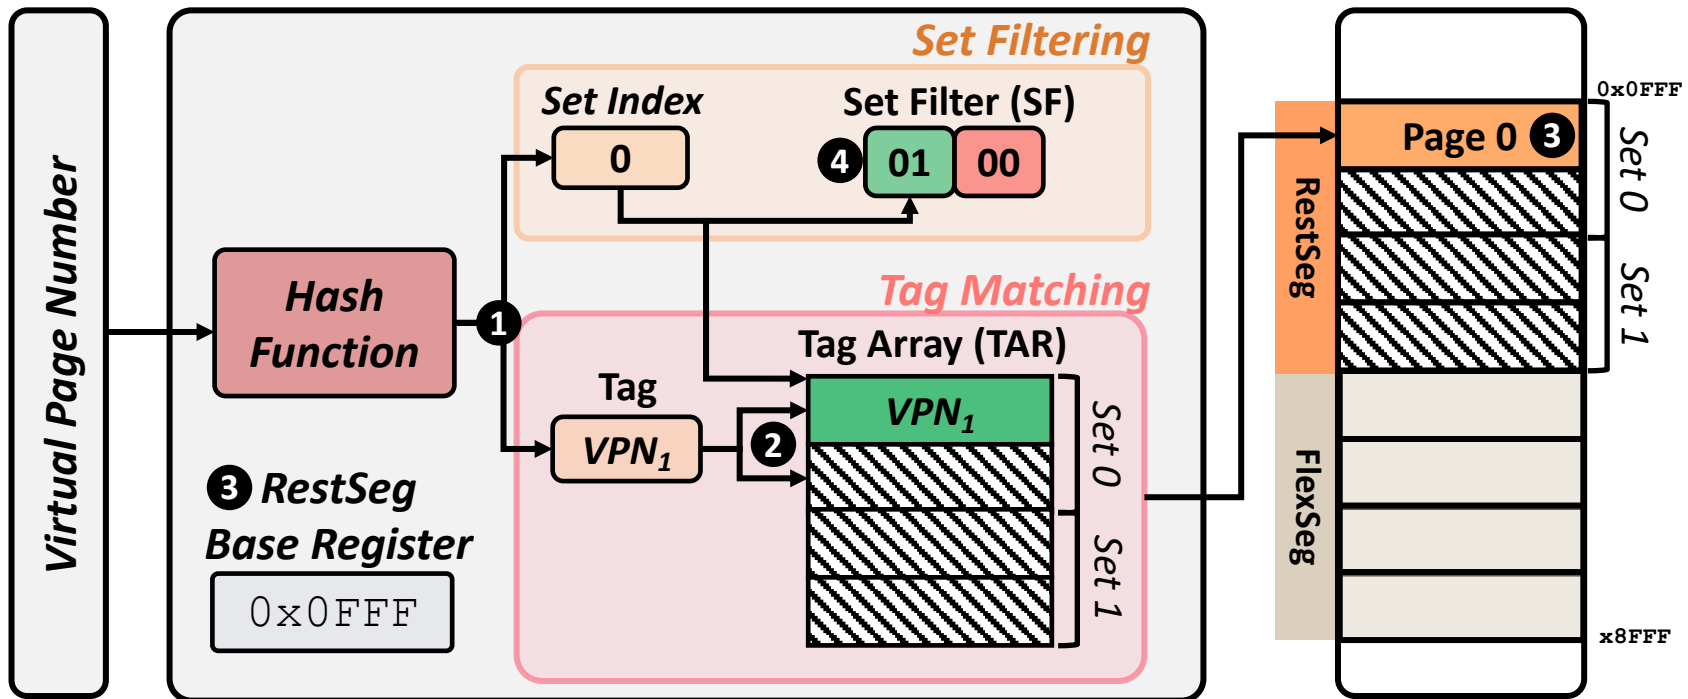 Virtual Page Number
Hash
Function
1
3 RestSeg
Base Register
0x0FFF
Set Filtering
Set Index
0
Set Filter (SF)
4
01
00
Tag Matching
Tag
VPN1
2
Tag Array (TAR)
VPN1
Set 0
Set 1
RestSeg
FlexSeg
Page 0 3
0x0FFF
Set 0
Set 1
x8FFF